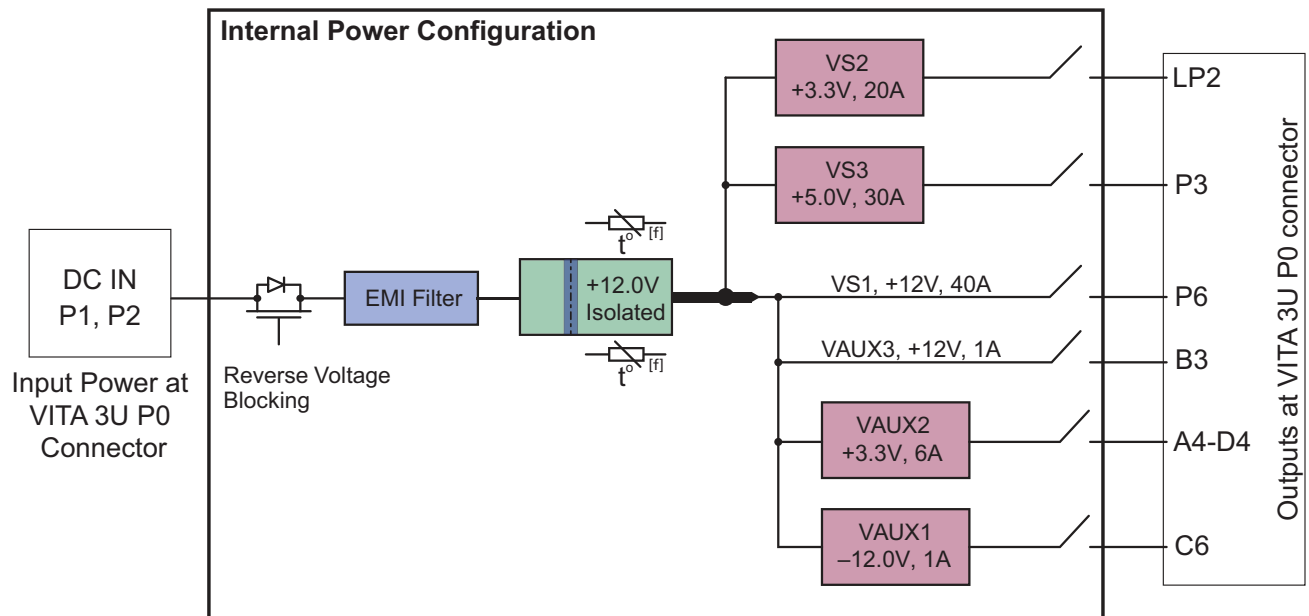 Internal Power Configuration
DC IN
P1, P2
Input Power at
VITA 3U P0
Connector
Reverse Voltage
Blocking
EMI Filter
t° [f]
+12.0V
Isolated
t° [f]
VS2
+3.3V, 20A
VS3
+5.0V, 30A
VS1, +12V, 40A
VAUX3, +12V, 1A
VAUX2
+3.3V, 6A
VAUX1
–12.0V, 1A
LP2
P3
P6
B3
A4-D4
C6
Outputs at VITA 3U P0 connector